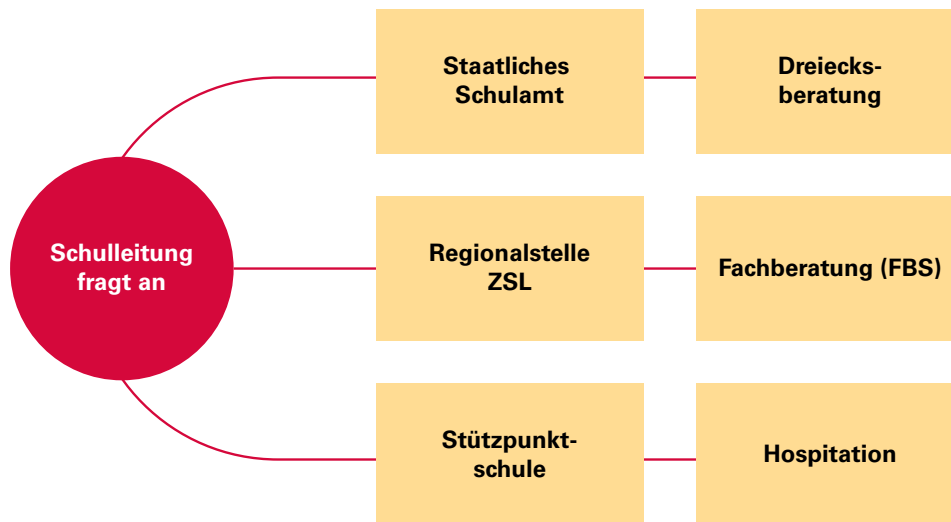 Schulleitung
fragt an
Staatliches
Schulamt
Dreiecks-
beratung
Regionalstelle
ZSL
Fachberatung (FBS)
Stützpunkt-
schule
Hospitation